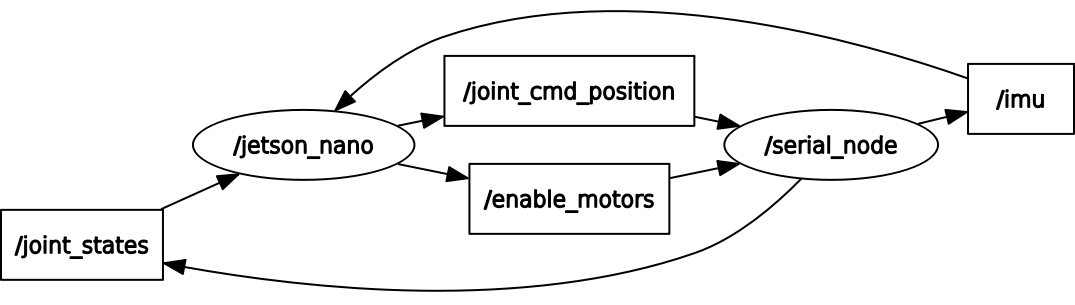 /joint_cmd_position
/imu
/jetson_nano
/serial_node
/enable_motors
/joint_states